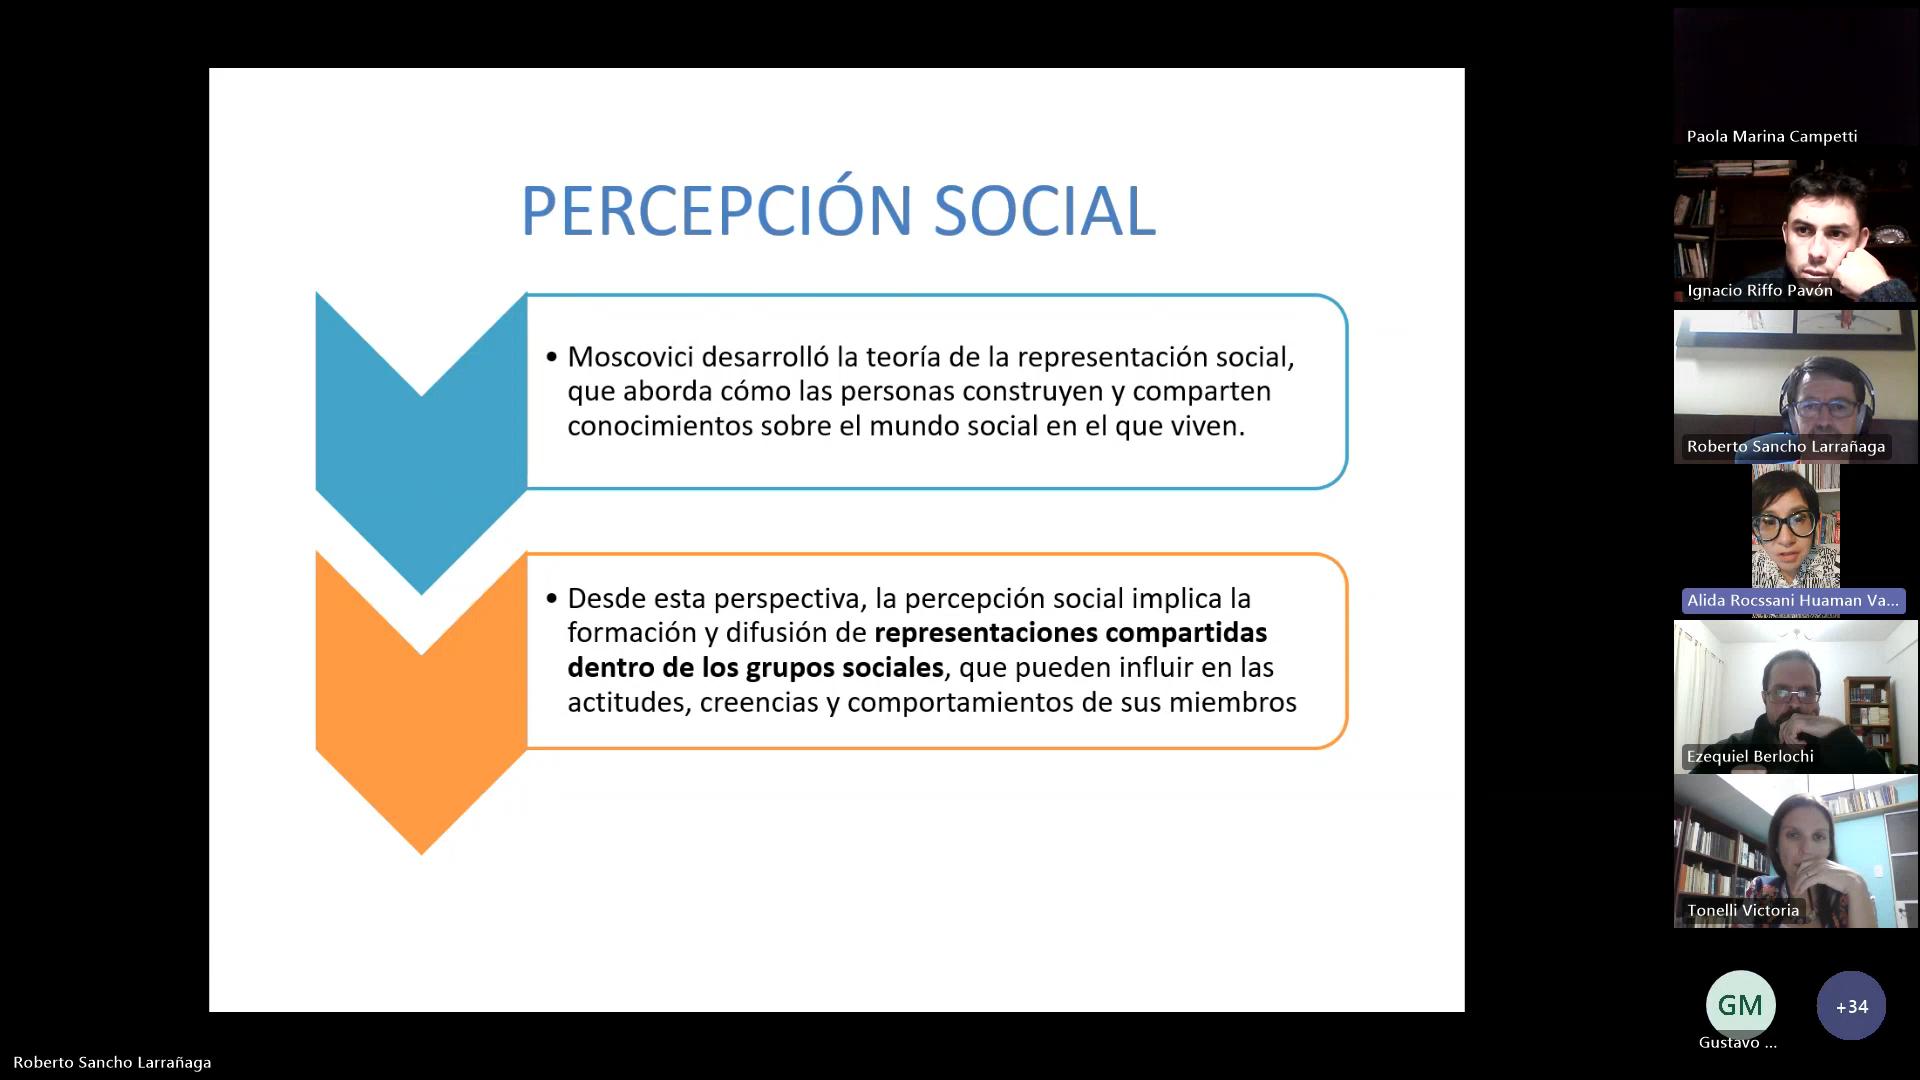 PERCEPCIÓN SOCIAL
• Moscovici desarrolló la teoría de la representación social,
que aborda cómo las personas construyen y comparten
conocimientos sobre el mundo social en el que viven.
• Desde esta perspectiva, la percepción social implica la
formación y difusión de representaciones compartidas
dentro de los grupos sociales, que pueden influir en las
actitudes, creencias y comportamientos de sus miembros
Paola Marina Campetti
Ignacio Riffo Pavón
Roberto Sancho Larrañaga
Alida Rocssani Huaman Va...
Ezequiel Berlochi
Tonelli Victoria
GM
+34
Gustavo ...
Roberto Sancho Larrañaga